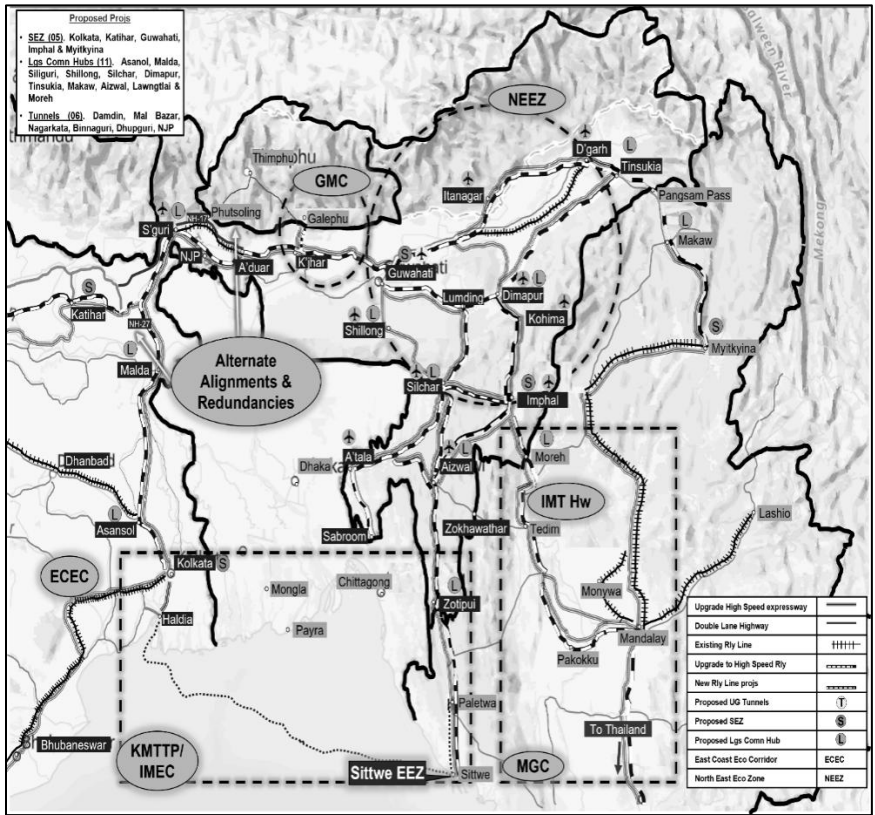 Proposed Projs
• SEZ (05). Kolkata, Katihar, Guwahati,
Imphal & Myitkyina
• Lgs Comn Hubs (11). Asanol, Malda,
Siliguri, Shillong, Silchar, Dimapur,
Tinsukia, Makaw, Aizwal, Lawngtlai &
Moreh
• Tunnels (06). Damdin, Mal Bazar,
Nagarkata, Binnaguri, Dhupguri, NJP
Salween River
NEEZ
D'garh
L
Tinsukia
Thimphu
GMC
Itanagar
Pangsam Pass
L
NH-17
Phutsoling
Galephu
L
Makaw
Mekong
S'guri
NJP
A'duar
K'jhar
S
Guwahati
S
Katihar
Lumding
L
Dimapur
NH-27
L
Shillong
Kohima
S
Myitkyina
L
Malda
Alternate
Alignments &
Redundancies
L
Silchar
S
Imphal
Dhanbad
Dhaka
A'tala
L
Aizwal
L
Moreh
IMT Hw
Lashio
L
Asansol
Sabroom
Zokhawathar
Tedim
ECEC
Kolkata
S
Mongla
Chittagong
L
Zotipui
Monywa
Haldia
Payra
Mandalay
Pakokku
Paletwa
To Thailand
Bhubaneswar
KMTTP/
IMEC
Sittwe EEZ
Sittwe
MGC
Upgrade High Speed expressway
Double Lane Highway
Existing Rly Line
Upgrade to High Speed Rly
New Rly Line projs
Proposed UG Tunnels T
Proposed SEZ S
Proposed Lgs Comn Hub L
East Coast Eco Corridor ECEC
North East Eco Zone NEEZ